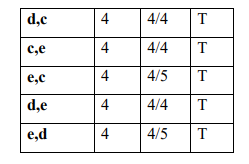 d,c 4 4/4 T
c,e 4 4/4 T
e,c 4 4/5 T
d,e 4 4/4 T
e,d 4 4/5 T